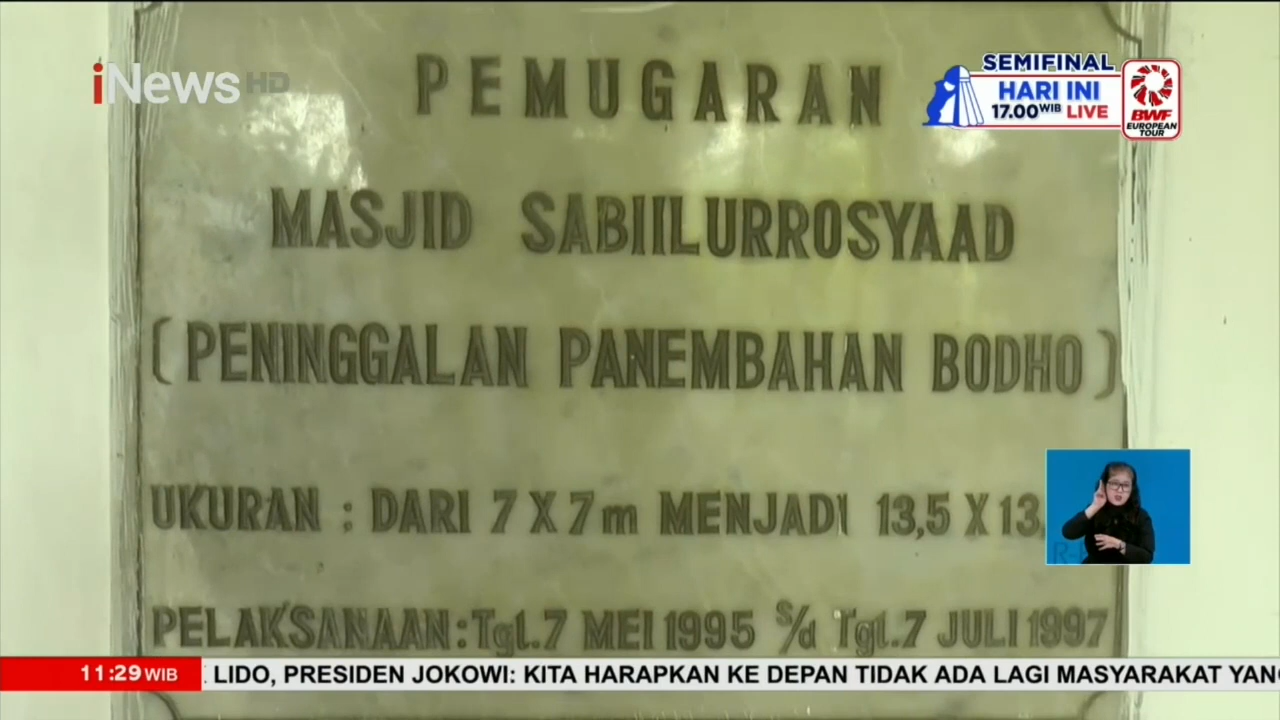 iNews HD
SEMIFINAL
HARI INI
17.00 WIB LIVE
BWF
EUROPEAN
TOUR
PEMUGARAN
MASJID SABIILURROSYAAD
(PENINGGALAN PANEMBAHAN BODHO)
UKURAN : DARI 7 X 7 m MENJADI 13,5 X 13,
PELAKSANAAN : Tgl. 7 MEI 1995 S/d Tgl. 7 JULI 1997
11:29 WIB LIDO, PRESIDEN JOKOWI: KITA HARAPKAN KE DEPAN TIDAK ADA LAGI MASYARAKAT YANG